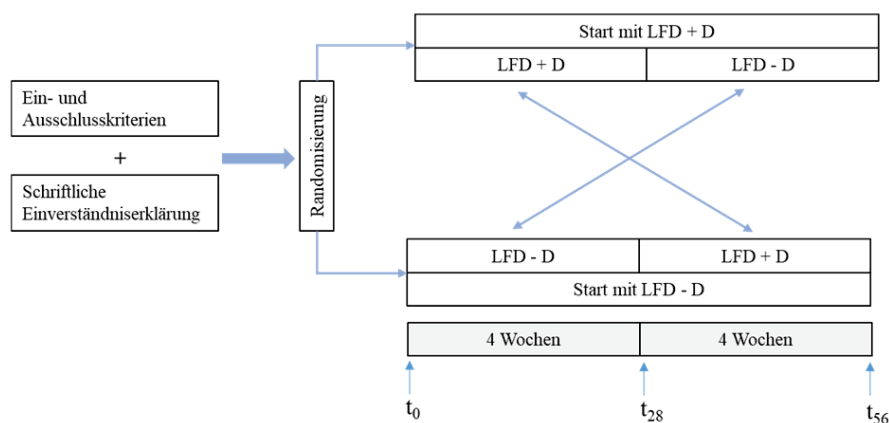 Start mit LFD + D
LFD + D
LFD - D
Ein- und
Ausschlusskriterien
+
Schriftliche
Einverständniserklärung
Randomisierung
LFD - D
LFD + D
Start mit LFD - D
4 Wochen
4 Wochen
t0
t28
t56